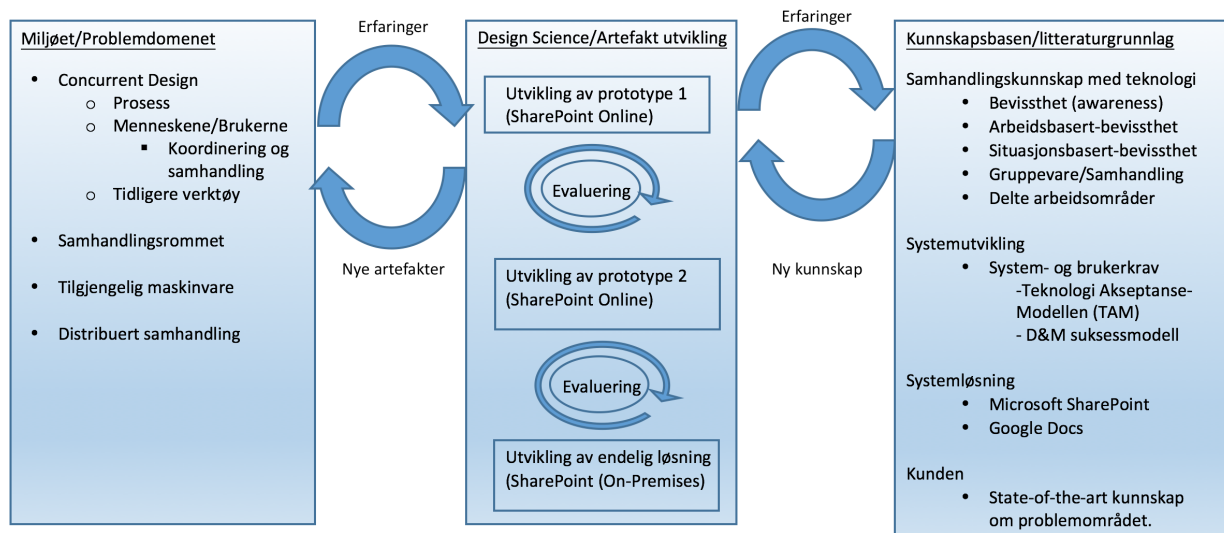 Miljøet/Problemdomenet
• Concurrent Design
o Prosess
o Menneskene/Brukerne
▪ Koordinering og
samhandling
o Tidligere verktøy
• Samhandlingsrommet
• Tilgjengelig maskinvare
• Distribuert samhandling
Erfaringer
Nye artefakter
Design Science/Artefakt utvikling
Utvikling av prototype 1
(SharePoint Online)
Evaluering
Utvikling av prototype 2
(SharePoint Online)
Evaluering
Utvikling av endelig løsning
(SharePoint (On-Premises)
Erfaringer
Ny kunnskap
Kunnskapsbasen/litteraturgrunnlag
Samhandlingskunnskap med teknologi
• Bevissthet (awareness)
• Arbeidsbasert-bevissthet
• Situasjonsbasert-bevissthet
• Gruppevare/Samhandling
• Delte arbeidsområder
Systemutvikling
• System- og brukerkrav
-Teknologi Akseptanse-
Modellen (TAM)
- D&M suksessmodell
Systemløsning
• Microsoft SharePoint
• Google Docs
Kunden
• State-of-the-art kunnskap
om problemområdet.